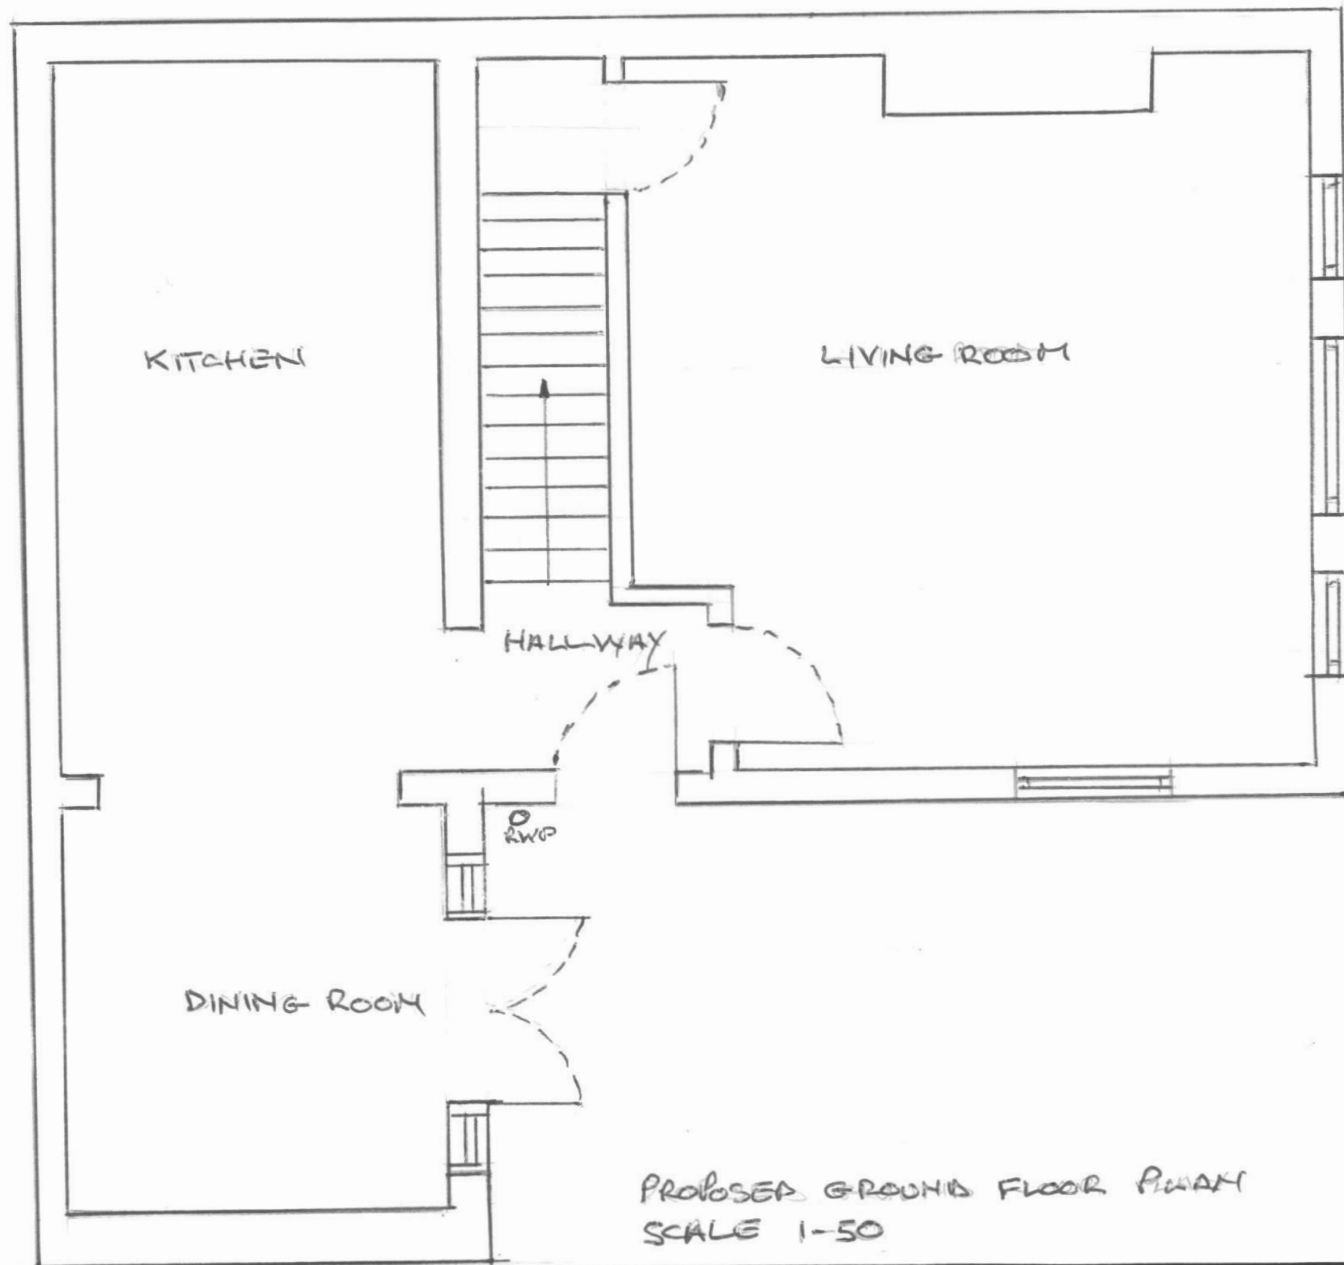 KITCHEN
LIVING ROOM
HALLWAY
RWP
DINING ROOM
PROPOSED GROUND FLOOR PLAN
SCALE 1-50